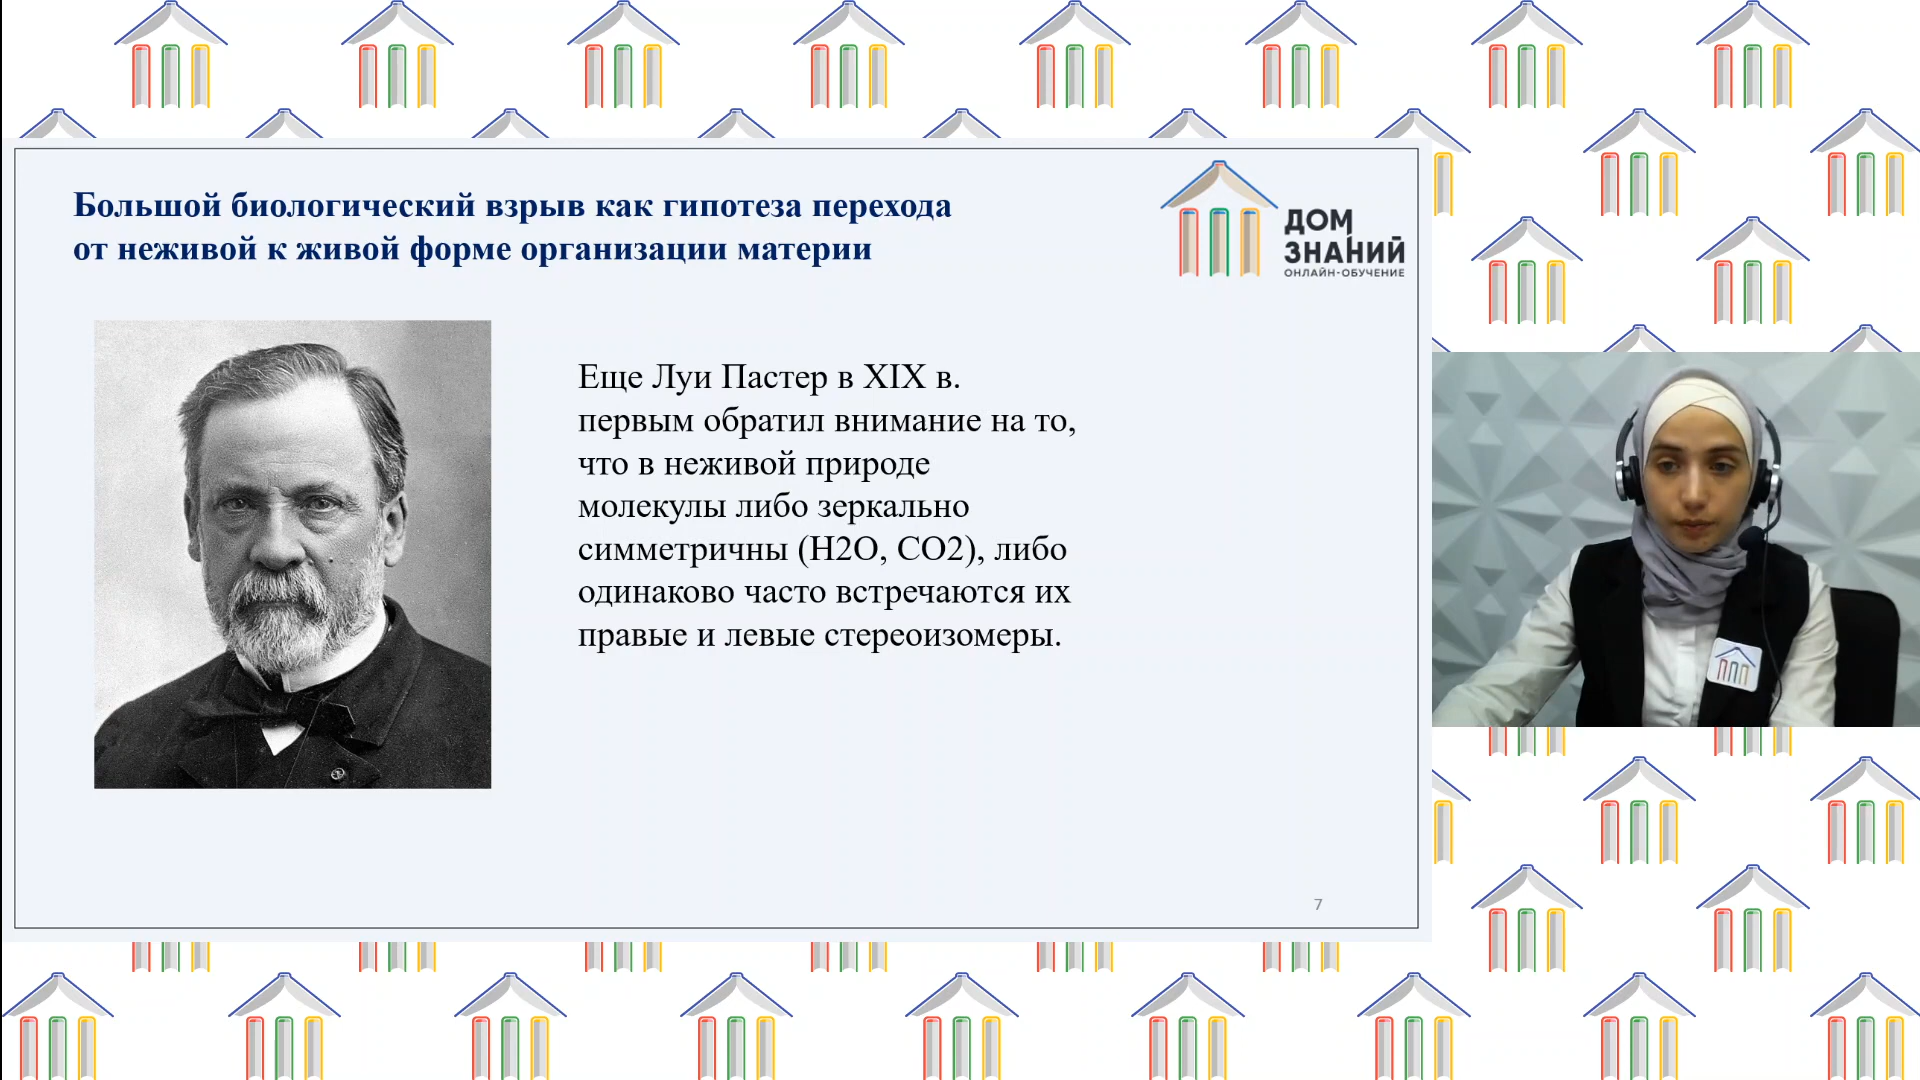 Большой биологический взрыв как гипотеза перехода
от неживой к живой форме организации материи
ДОМ
ЗНАНИЙ
ОНЛАЙН-ОБУЧЕНИЕ
Еще Луи Пастер в XIX в.
первым обратил внимание на то,
что в неживой природе
молекулы либо зеркально
симметричны (H2O, CO2), либо
одинаково часто встречаются их
правые и левые стереоизомеры.
7